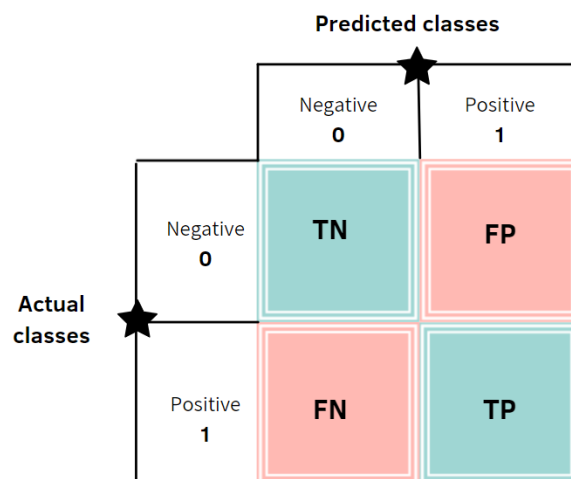 Predicted classes
Negative
0
Positive
1
Negative
0
TN
FP
Actual
classes
Positive
1
FN
TP